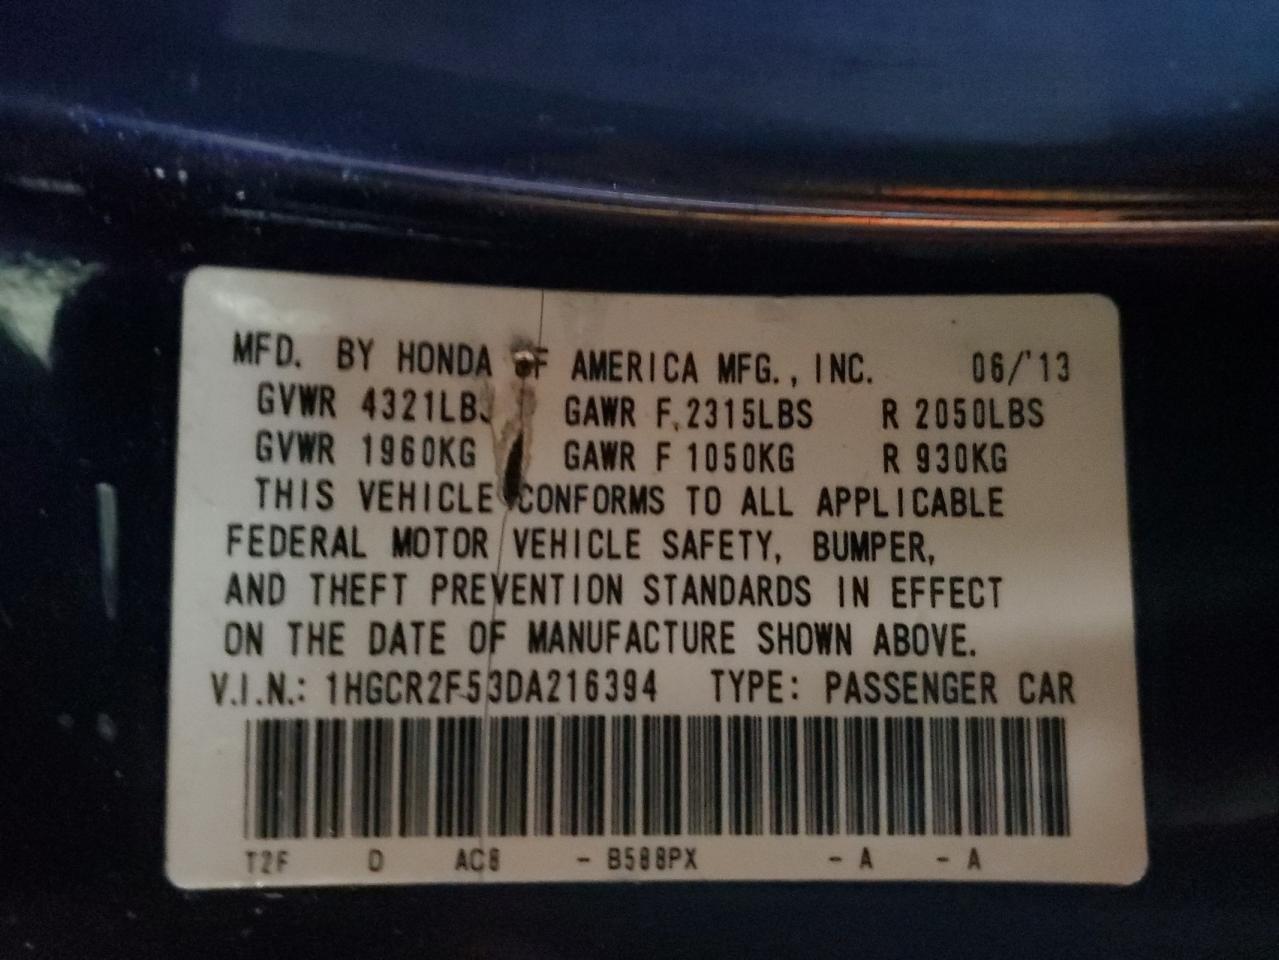 MFD. BY HONDA OF AMERICA MFG., INC. 06/'13
GVWR 4321LBS GAWR F 2315LBS R 2050LBS
GVWR 1960KG GAWR F 1050KG R 930KG
THIS VEHICLE CONFORMS TO ALL APPLICABLE
FEDERAL MOTOR VEHICLE SAFETY, BUMPER,
AND THEFT PREVENTION STANDARDS IN EFFECT
ON THE DATE OF MANUFACTURE SHOWN ABOVE.
V.I.N.: 1HGCR2F53DA216394 TYPE: PASSENGER CAR
T2F D AC8 - B588PX - A - A